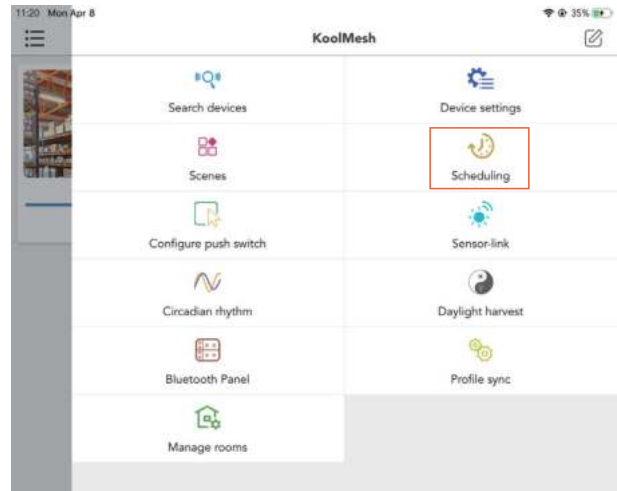 11:20 Mon Apr 8
35%
KoolMesh
Search devices
Device settings
Scenes
Scheduling
Configure push switch
Sensor-link
Circadian rhythm
Daylight harvest
Bluetooth Panel
Profile sync
Manage rooms